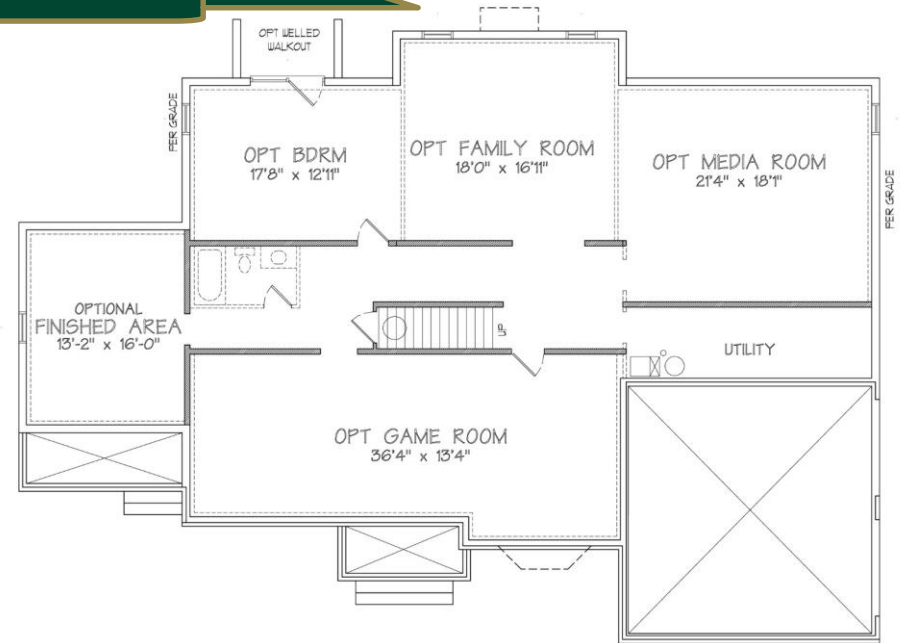 OPT WELLED
WALKOUT
PER GRADE
OPT BDRM
17'8" x 12'11"
OPT FAMILY ROOM
18'0" x 16'11"
OPT MEDIA ROOM
21'4" x 18'1"
PER GRADE
OPTIONAL
FINISHED AREA
13'-2" x 16'-0"
UP
UTILITY
OPT GAME ROOM
36'4" x 13'4"